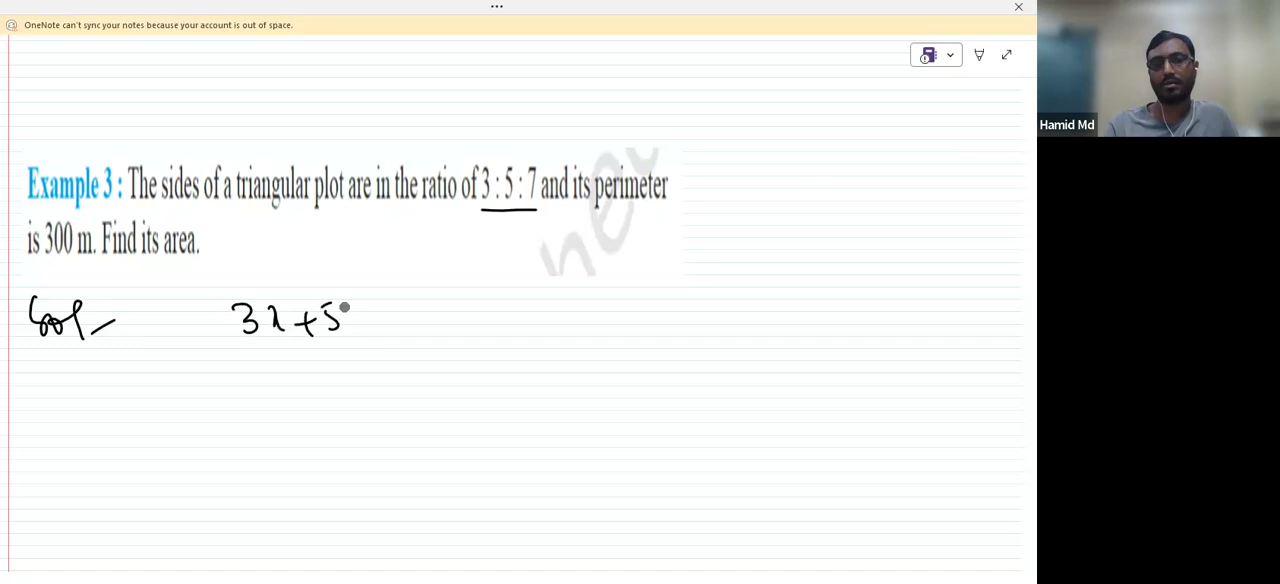 OneNote can't sync your notes because your account is out of space.
Hamid Md
Example 3 : The sides of a triangular plot are in the ratio of 3 : 5 : 7 and its perimeter
is 300 m. Find its area.
Sol
3x + 5